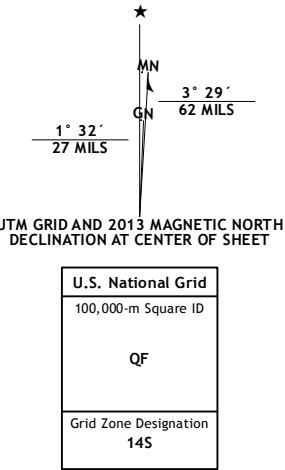 ★
MN
3° 29´
62 MILS
GN
1° 32´
27 MILS
UTM GRID AND 2013 MAGNETIC NORTH
DECLINATION AT CENTER OF SHEET
U.S. National Grid
100,000-m Square ID
QF
Grid Zone Designation
14S